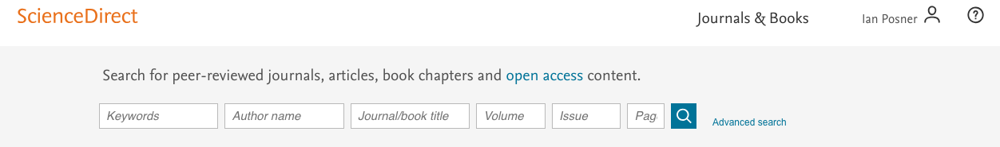 ScienceDirect
Journals & Books
Ian Posner
?
Search for peer-reviewed journals, articles, book chapters and open access content.
Keywords
Author name
Journal/book title
Volume
Issue
Pag
Advanced search